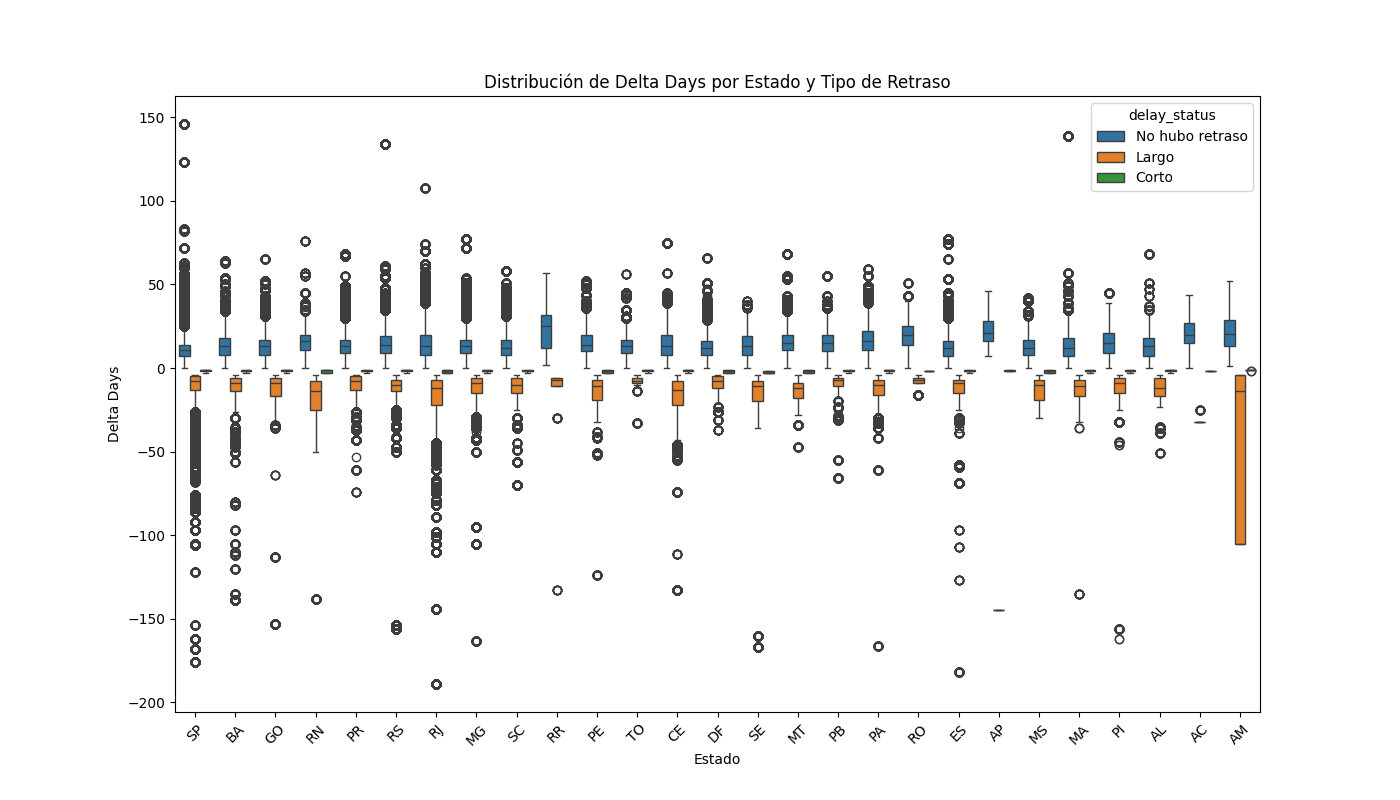 Distribución de Delta Days por Estado y Tipo de Retraso
delay_status
No hubo retraso
Largo
Corto
Delta Days
150
100
50
0
−50
−100
−150
−200
SP BA GO RN PR RS RJ MG SC RR PE TO CE DF SE MT PB PA RO ES AP MS MA PI AL AC AM
Estado